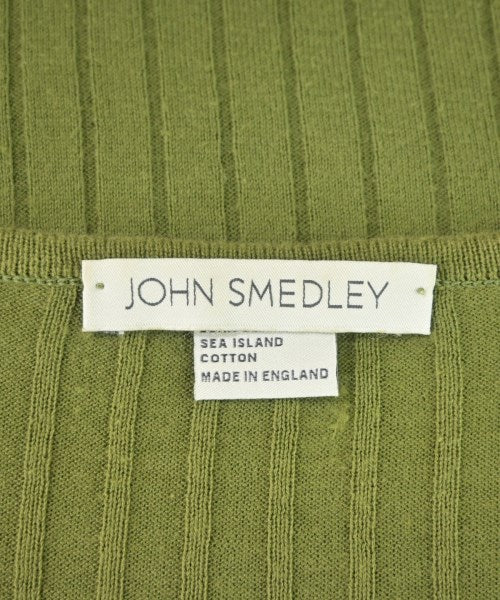 JOHN SMEDLEY
SEA ISLAND
COTTON
MADE IN ENGLAND